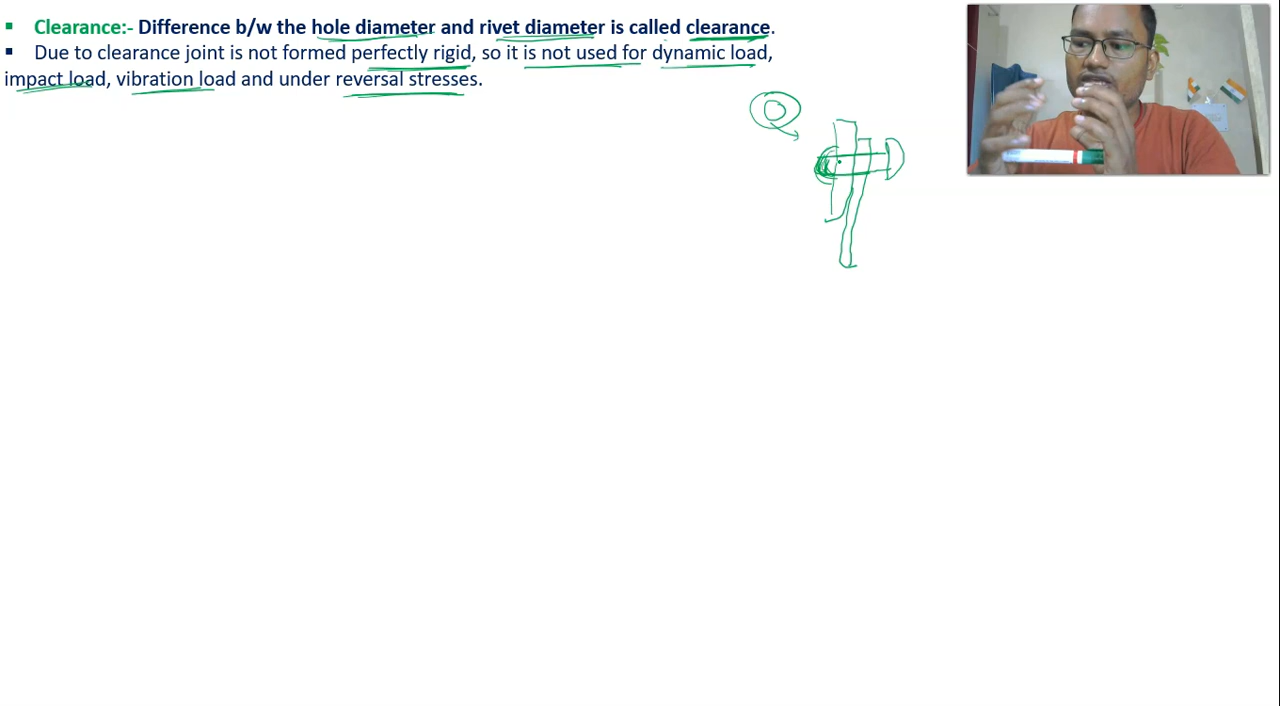 ▪ Clearance:- Difference b/w the hole diameter and rivet diameter is called clearance.
▪ Due to clearance joint is not formed perfectly rigid, so it is not used for dynamic load,
impact load, vibration load and under reversal stresses.